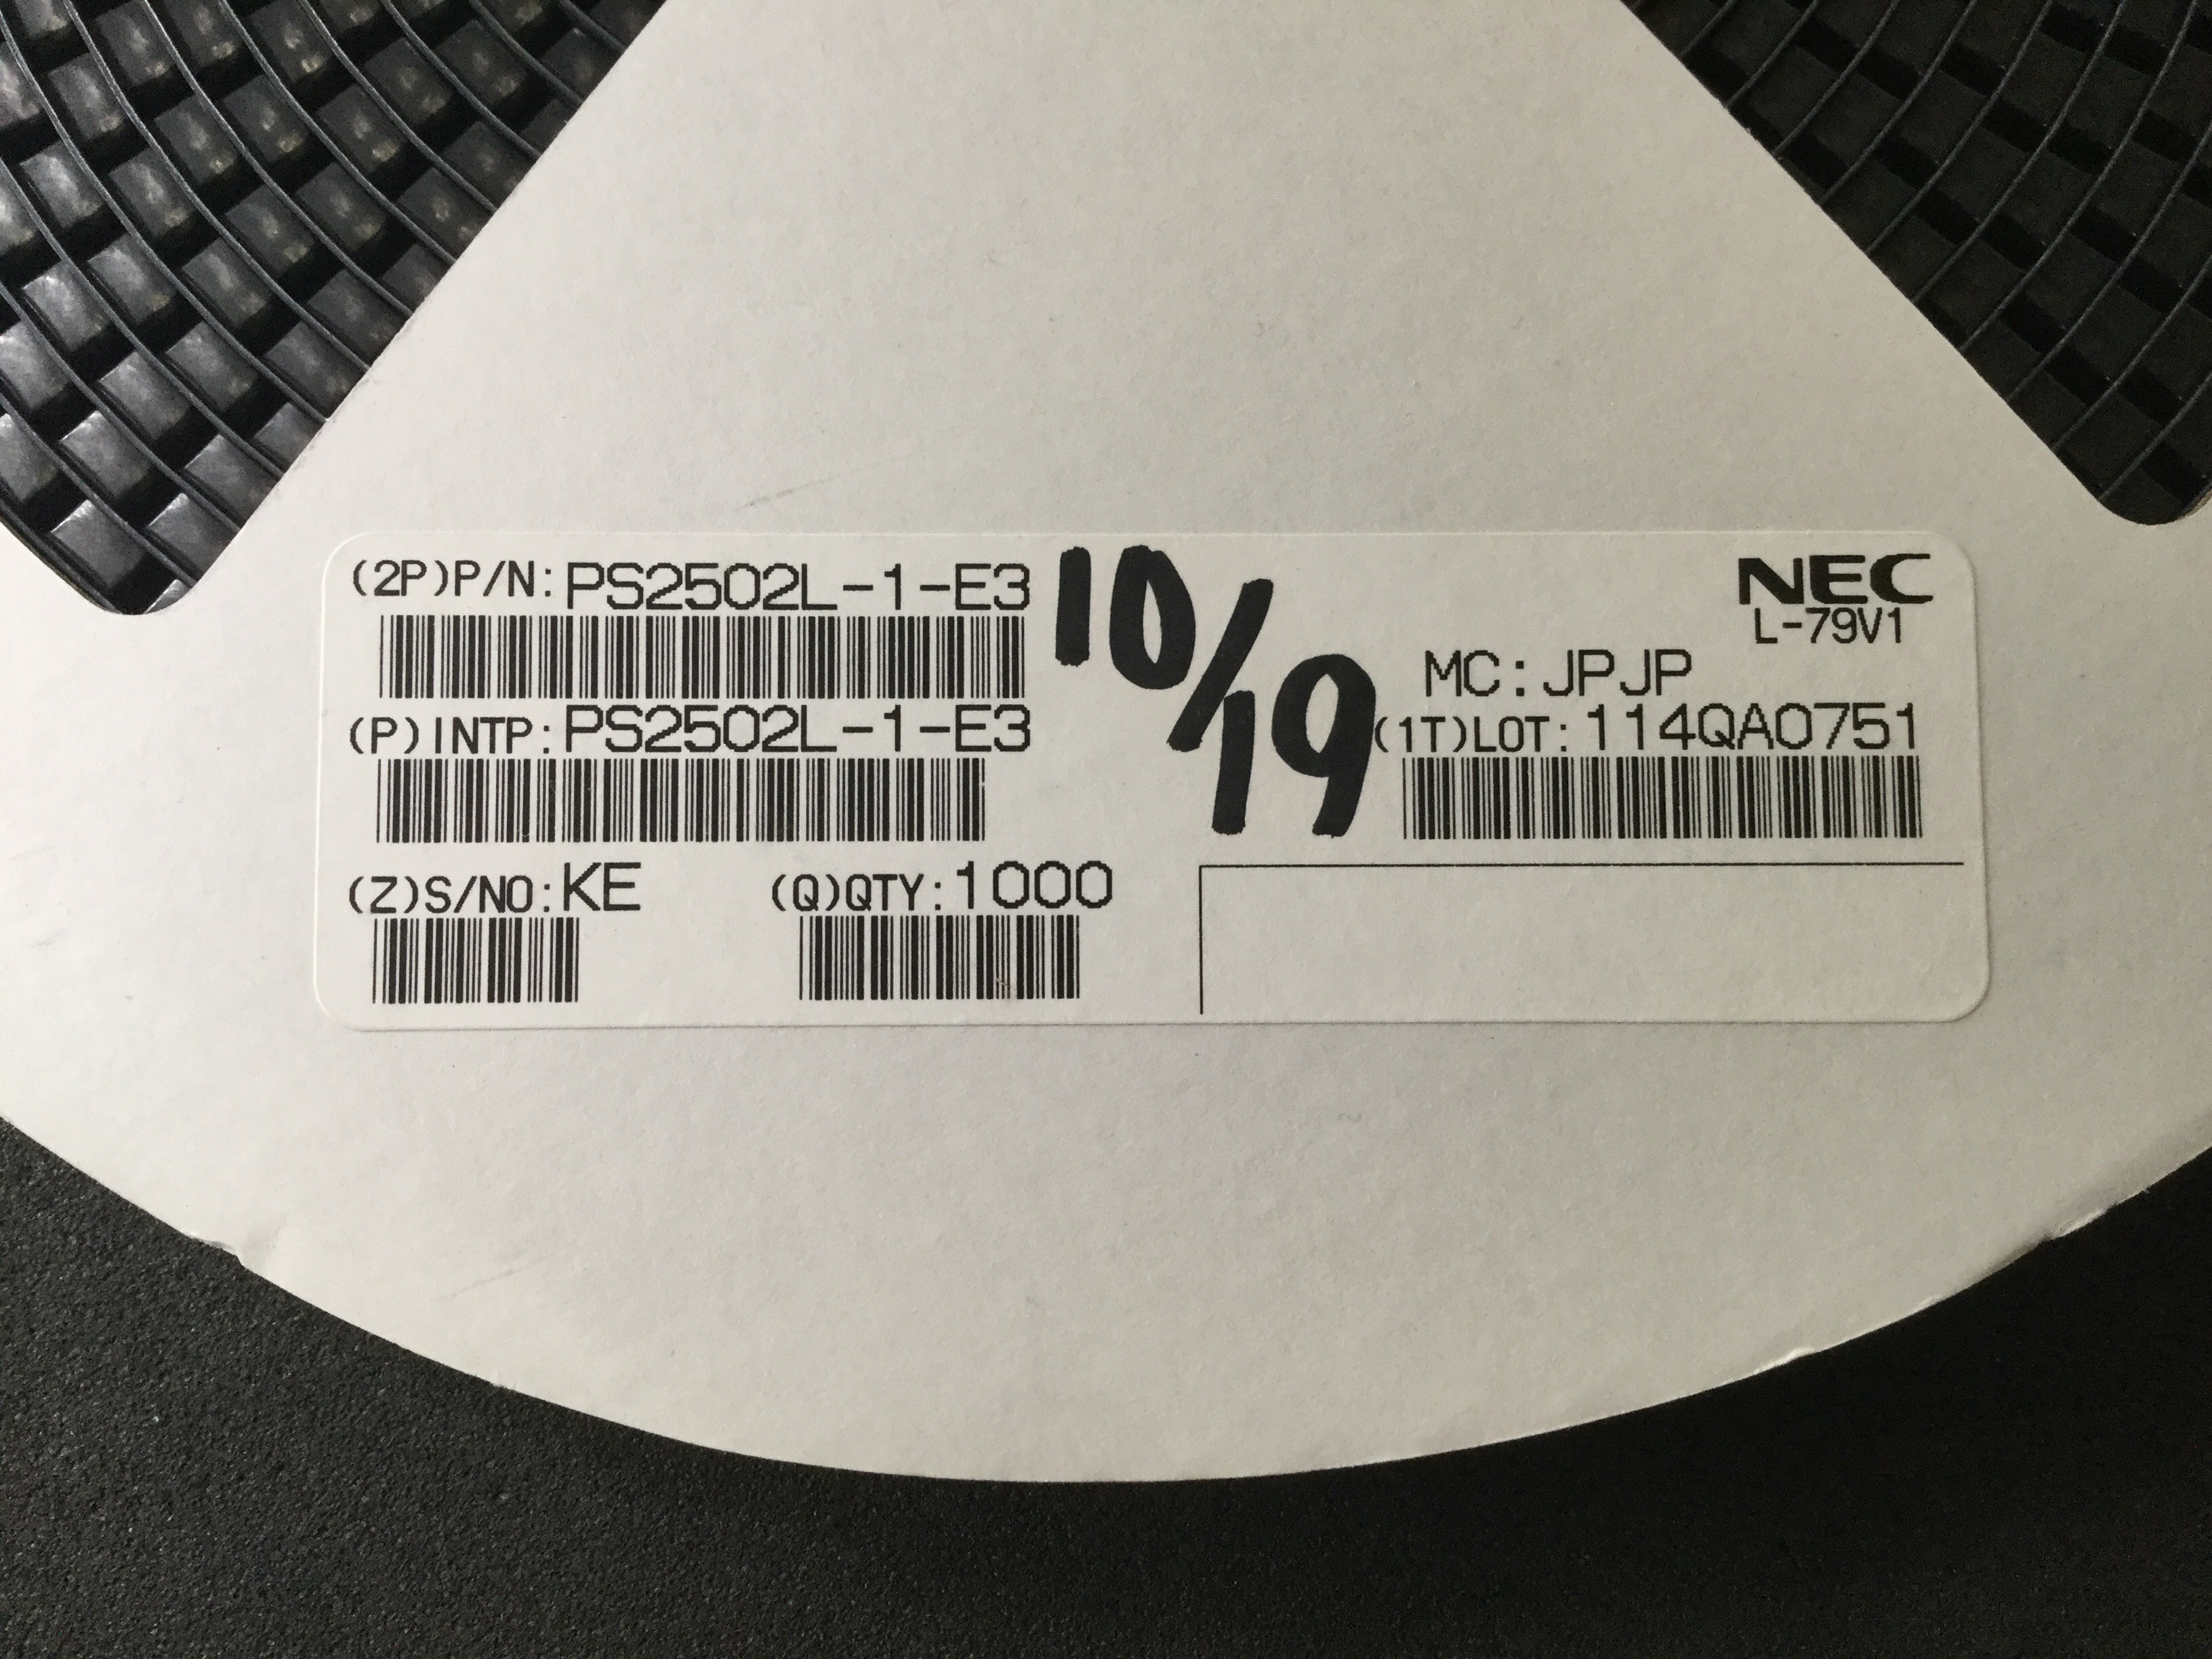 (2P)P/N:PS2502L-1-E3
(P)INTP:PS2502L-1-E3
(Z)S/NO:KE
(Q)QTY:1000
10/19
NEC
L-79V1
MC:JPJP
(1T)LOT:114QA0751